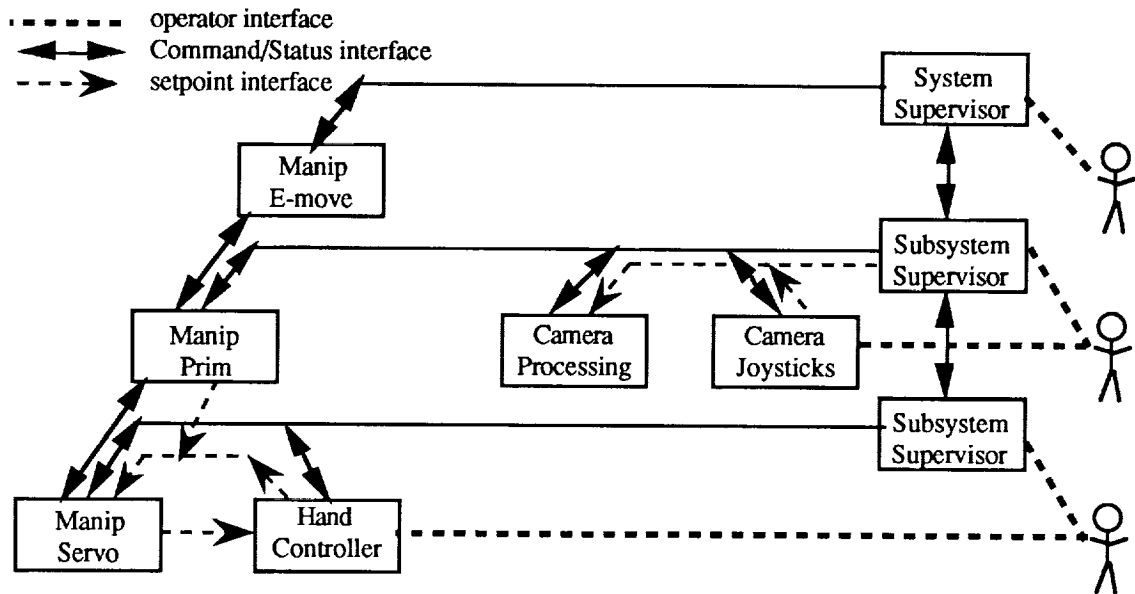 operator interface
Command/Status interface
setpoint interface
System
Supervisor
Manip
E-move
Subsystem
Supervisor
Manip
Prim
Camera
Processing
Camera
Joysticks
Subsystem
Supervisor
Manip
Servo
Hand
Controller